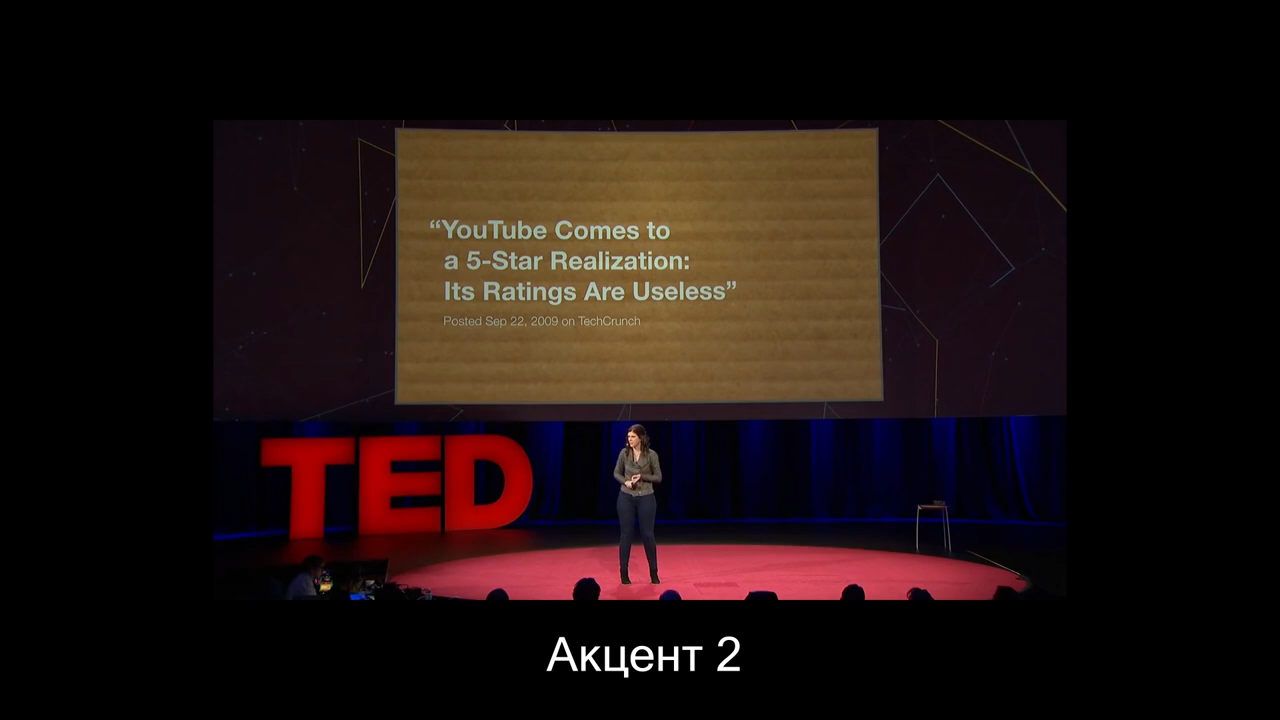 “YouTube Comes to
a 5-Star Realization:
Its Ratings Are Useless”
Posted Sep 22, 2009 on TechCrunch
TED
Акцент 2